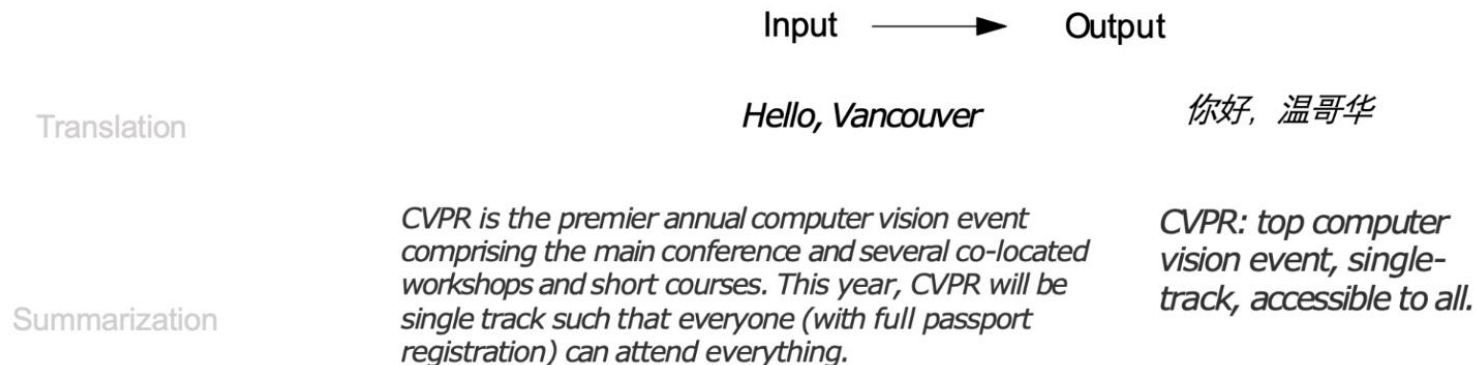 Input Output
Translation Hello, Vancouver 你好，温哥华
CVPR is the premier annual computer vision event
comprising the main conference and several co-located
workshops and short courses. This year, CVPR will be
single track such that everyone (with full passport
registration) can attend everything.
Summarization
CVPR: top computer
vision event, single-
track, accessible to all.